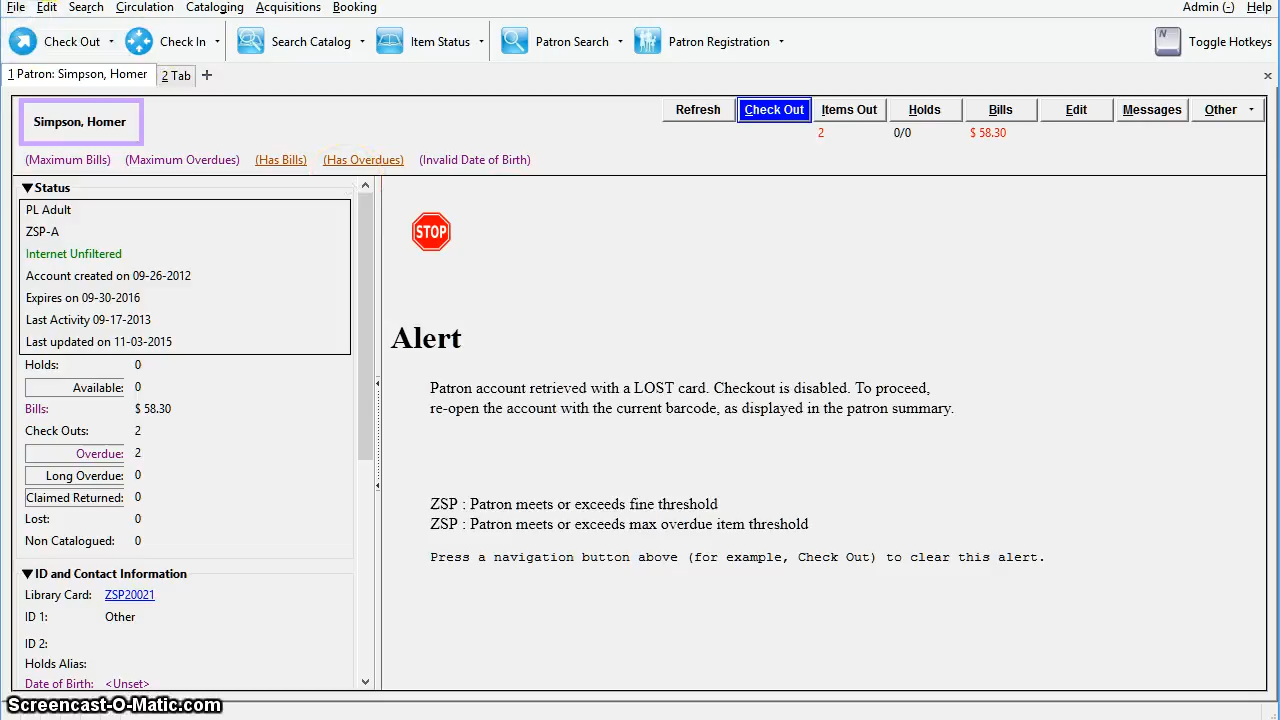 File Edit Search Circulation Cataloging Acquisitions Booking Admin (-) Help
Check Out Check In Search Catalog Item Status Patron Search Patron Registration N Toggle Hotkeys
1 Patron: Simpson, Homer 2 Tab + ×
Simpson, Homer
Refresh Check Out Items Out Holds Bills Edit Messages Other
2 0/0 $ 58.30
(Maximum Bills) (Maximum Overdues) (Has Bills) (Has Overdues) (Invalid Date of Birth)
Status
PL Adult
ZSP-A
Internet Unfiltered
Account created on 09-26-2012
Expires on 09-30-2016
Last Activity 09-17-2013
Last updated on 11-03-2015
Holds: 0
Available: 0
Bills: $ 58.30
Check Outs: 2
Overdue: 2
Long Overdue: 0
Claimed Returned: 0
Lost: 0
Non Catalogued: 0
ID and Contact Information
Library Card: ZSP20021
ID 1: Other
ID 2:
Holds Alias:
Date of Birth: <Unset>
STOP
Alert
Patron account retrieved with a LOST card. Checkout is disabled. To proceed,
re-open the account with the current barcode, as displayed in the patron summary.
ZSP : Patron meets or exceeds fine threshold
ZSP : Patron meets or exceeds max overdue item threshold
Press a navigation button above (for example, Check Out) to clear this alert.
Screencast-O-Matic.com